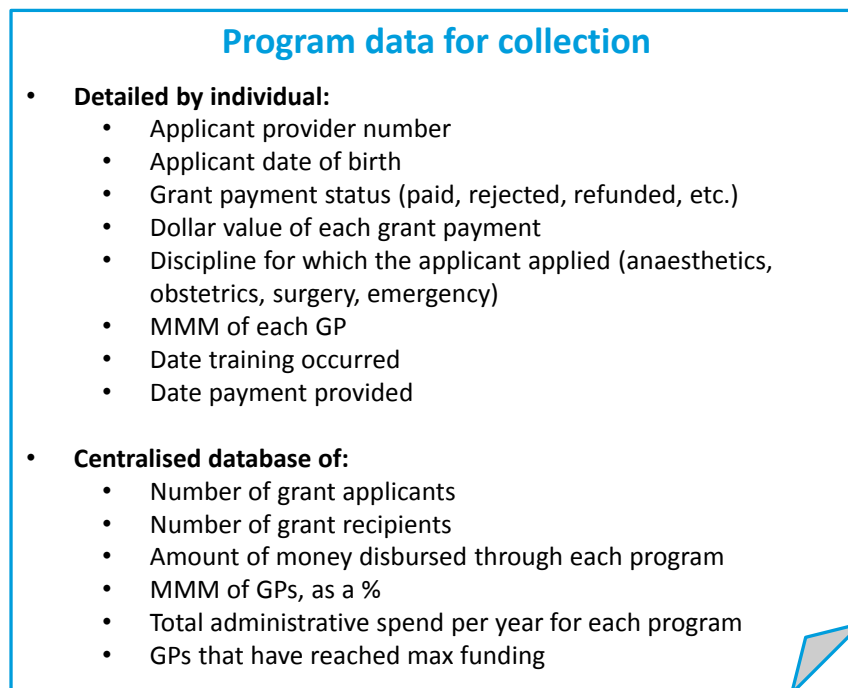 Program data for collection
• Detailed by individual:
• Applicant provider number
• Applicant date of birth
• Grant payment status (paid, rejected, refunded, etc.)
• Dollar value of each grant payment
• Discipline for which the applicant applied (anaesthetics,
obstetrics, surgery, emergency)
• MMM of each GP
• Date training occurred
• Date payment provided
• Centralised database of:
• Number of grant applicants
• Number of grant recipients
• Amount of money disbursed through each program
• MMM of GPs, as a %
• Total administrative spend per year for each program
• GPs that have reached max funding